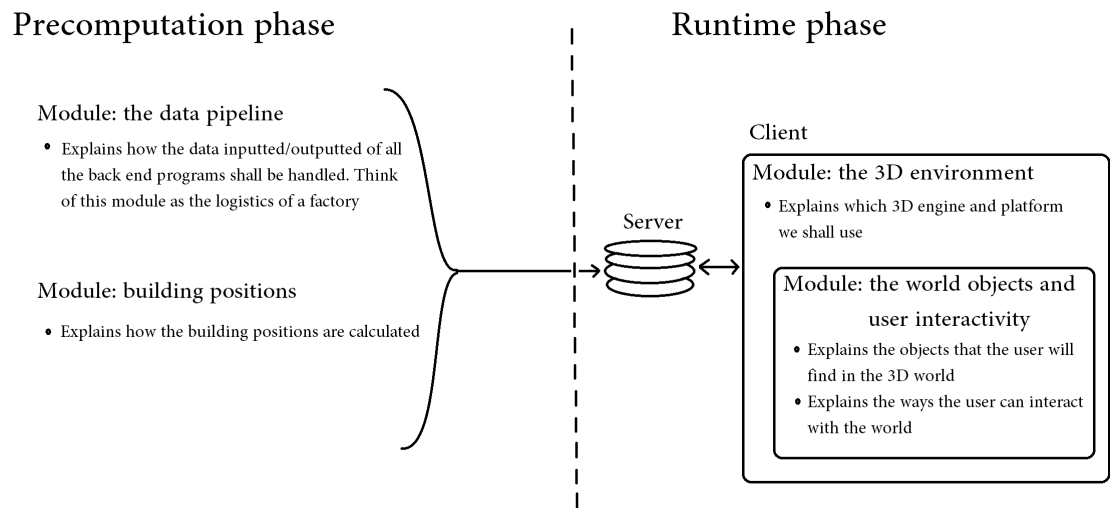 Precomputation phase
Module: the data pipeline
• Explains how the data inputted/outputted of all
the back end programs shall be handled. Think
of this module as the logistics of a factory
Module: building positions
• Explains how the building positions are calculated
Runtime phase
Server
Client
Module: the 3D environment
• Explains which 3D engine and platform
we shall use
Module: the world objects and
user interactivity
• Explains the objects that the user will
find in the 3D world
• Explains the ways the user can interact
with the world